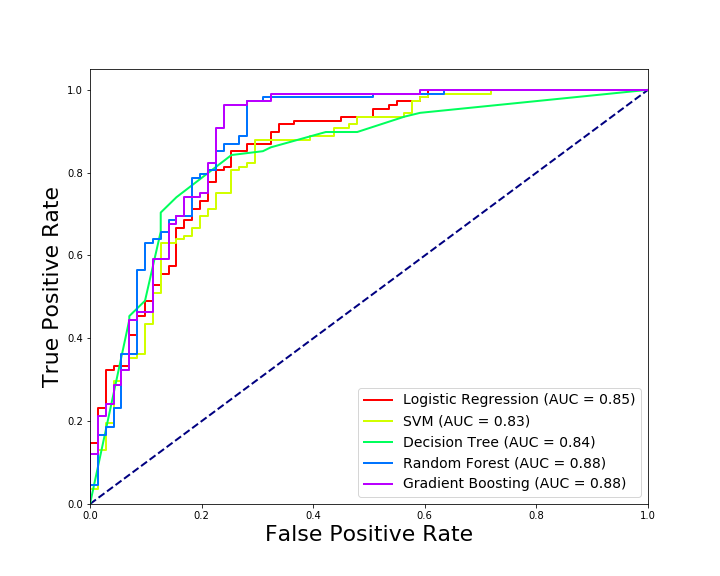 True Positive Rate
1.0
0.8
0.6
0.4
0.2
0.0
0.0 0.2 0.4 0.6 0.8 1.0
False Positive Rate
Logistic Regression (AUC = 0.85)
SVM (AUC = 0.83)
Decision Tree (AUC = 0.84)
Random Forest (AUC = 0.88)
Gradient Boosting (AUC = 0.88)